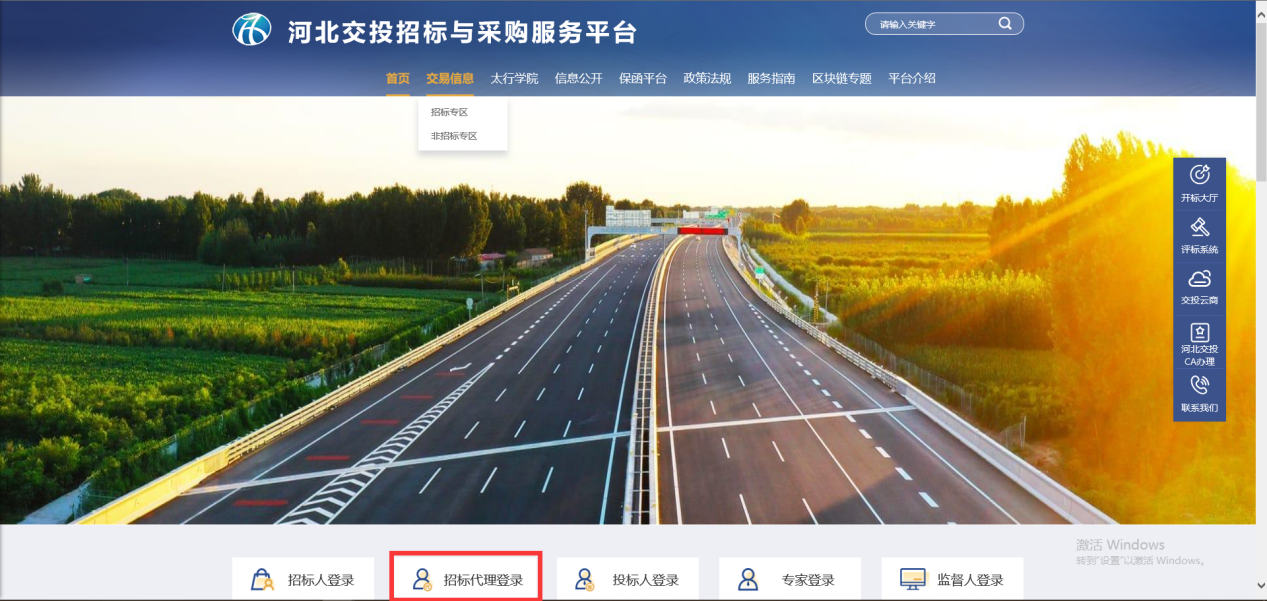 河北交投招标与采购服务平台
请输入关键字
首页 交易信息 太行学院 信息公开 保函平台 政策法规 服务指南 区块链专题 平台介绍
招标专区
非招标专区
开标大厅
评标系统
交投云商
河北交投
CA办理
联系我们
激活 Windows
转到"设置"以激活 Windows。
招标人登录 招标代理登录 投标人登录 专家登录 监督人登录